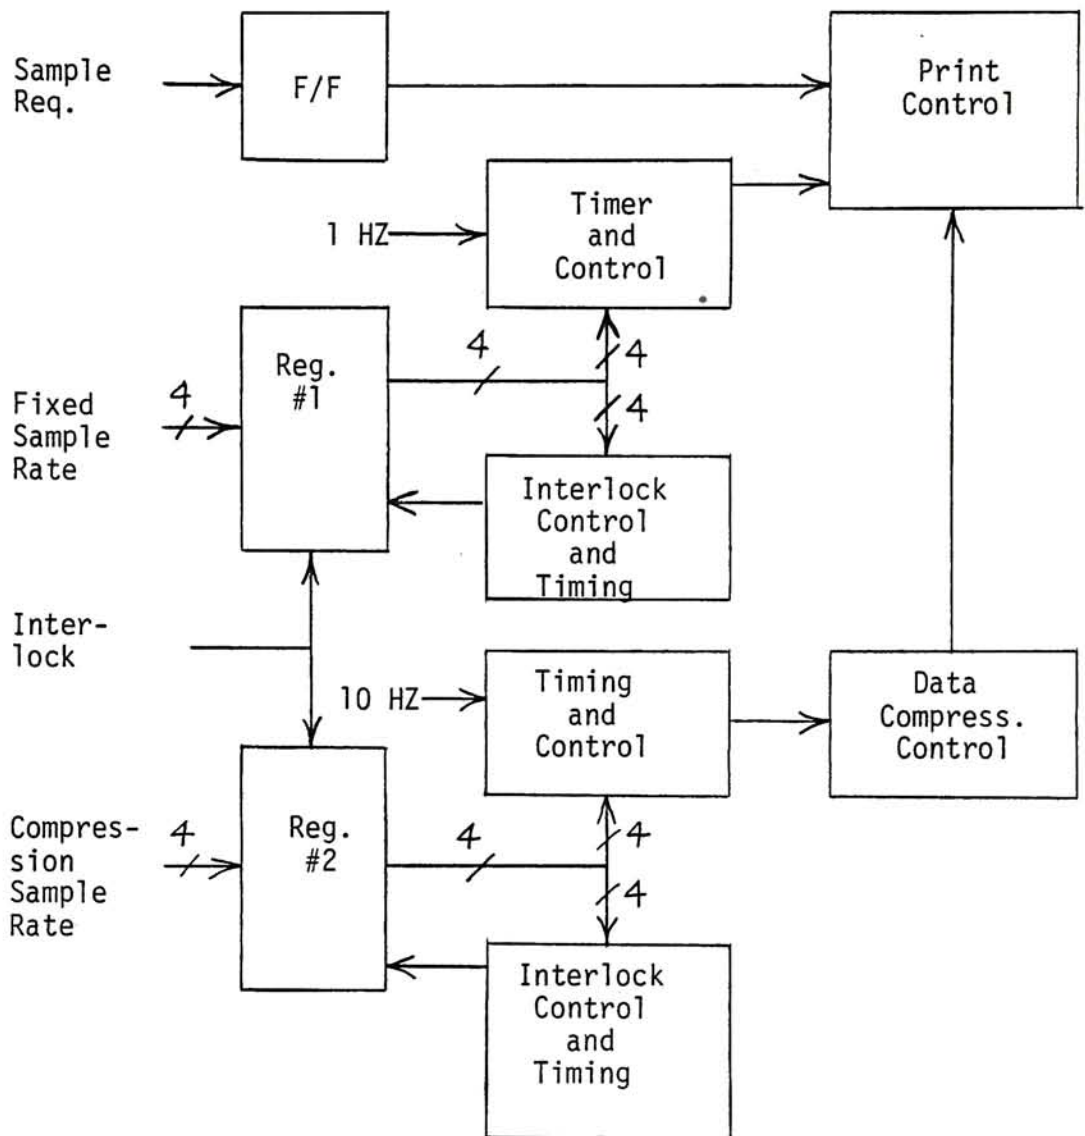 Sample
Req.
F/F
Print
Control
1 HZ
Timer
and
Control
Fixed
Sample
Rate
4
Reg.
#1
4
4
4
Interlock
Control
and
Timing
Inter-
lock
10 HZ
Timing
and
Control
Data
Compress.
Control
Compres-
sion
Sample
Rate
4
Reg.
#2
4
4
4
Interlock
Control
and
Timing